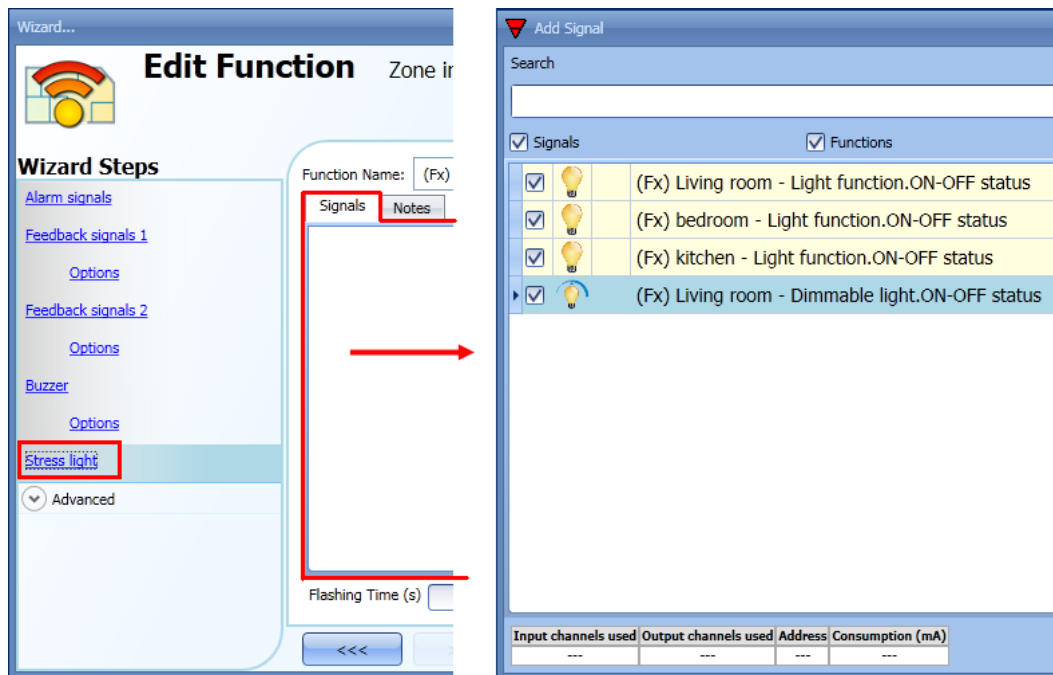 Wizard...
Edit Function
Zone in
Wizard Steps
Alarm signals
Feedback signals 1
Options
Feedback signals 2
Options
Buzzer
Options
Stress light
Advanced
Function Name: (Fx)
Signals Notes
Flashing Time (s)
<<<
Add Signal
Search
Signals Functions
(Fx) Living room - Light function.ON-OFF status
(Fx) bedroom - Light function.ON-OFF status
(Fx) kitchen - Light function.ON-OFF status
(Fx) Living room - Dimmable light.ON-OFF status
Input channels used Output channels used Address Consumption (mA)
--- --- --- ---